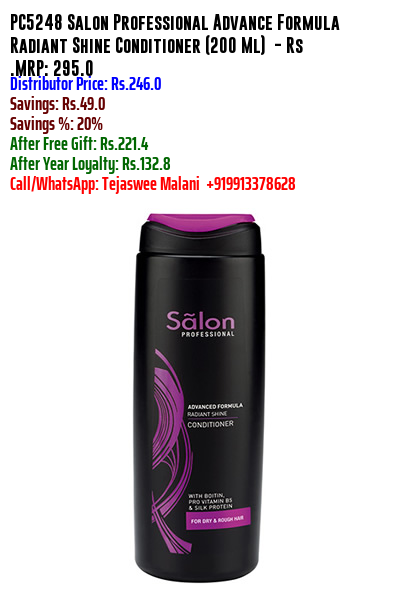 PC5248 Salon Professional Advance Formula
Radiant Shine Conditioner (200 Ml) - Rs
.MRP: 295.0
Distributor Price: Rs.246.0
Savings: Rs.49.0
Savings %: 20%
After Free Gift: Rs.221.4
After Year Loyalty: Rs.132.8
Call/WhatsApp: Tejaswee Malani +919913378628
Sãlon
PROFESSIONAL
ADVANCED FORMULA
RADIANT SHINE
CONDITIONER
WITH BOITIN,
PRO VITAMIN B5
& SILK PROTEIN
FOR DRY & ROUGH HAIR